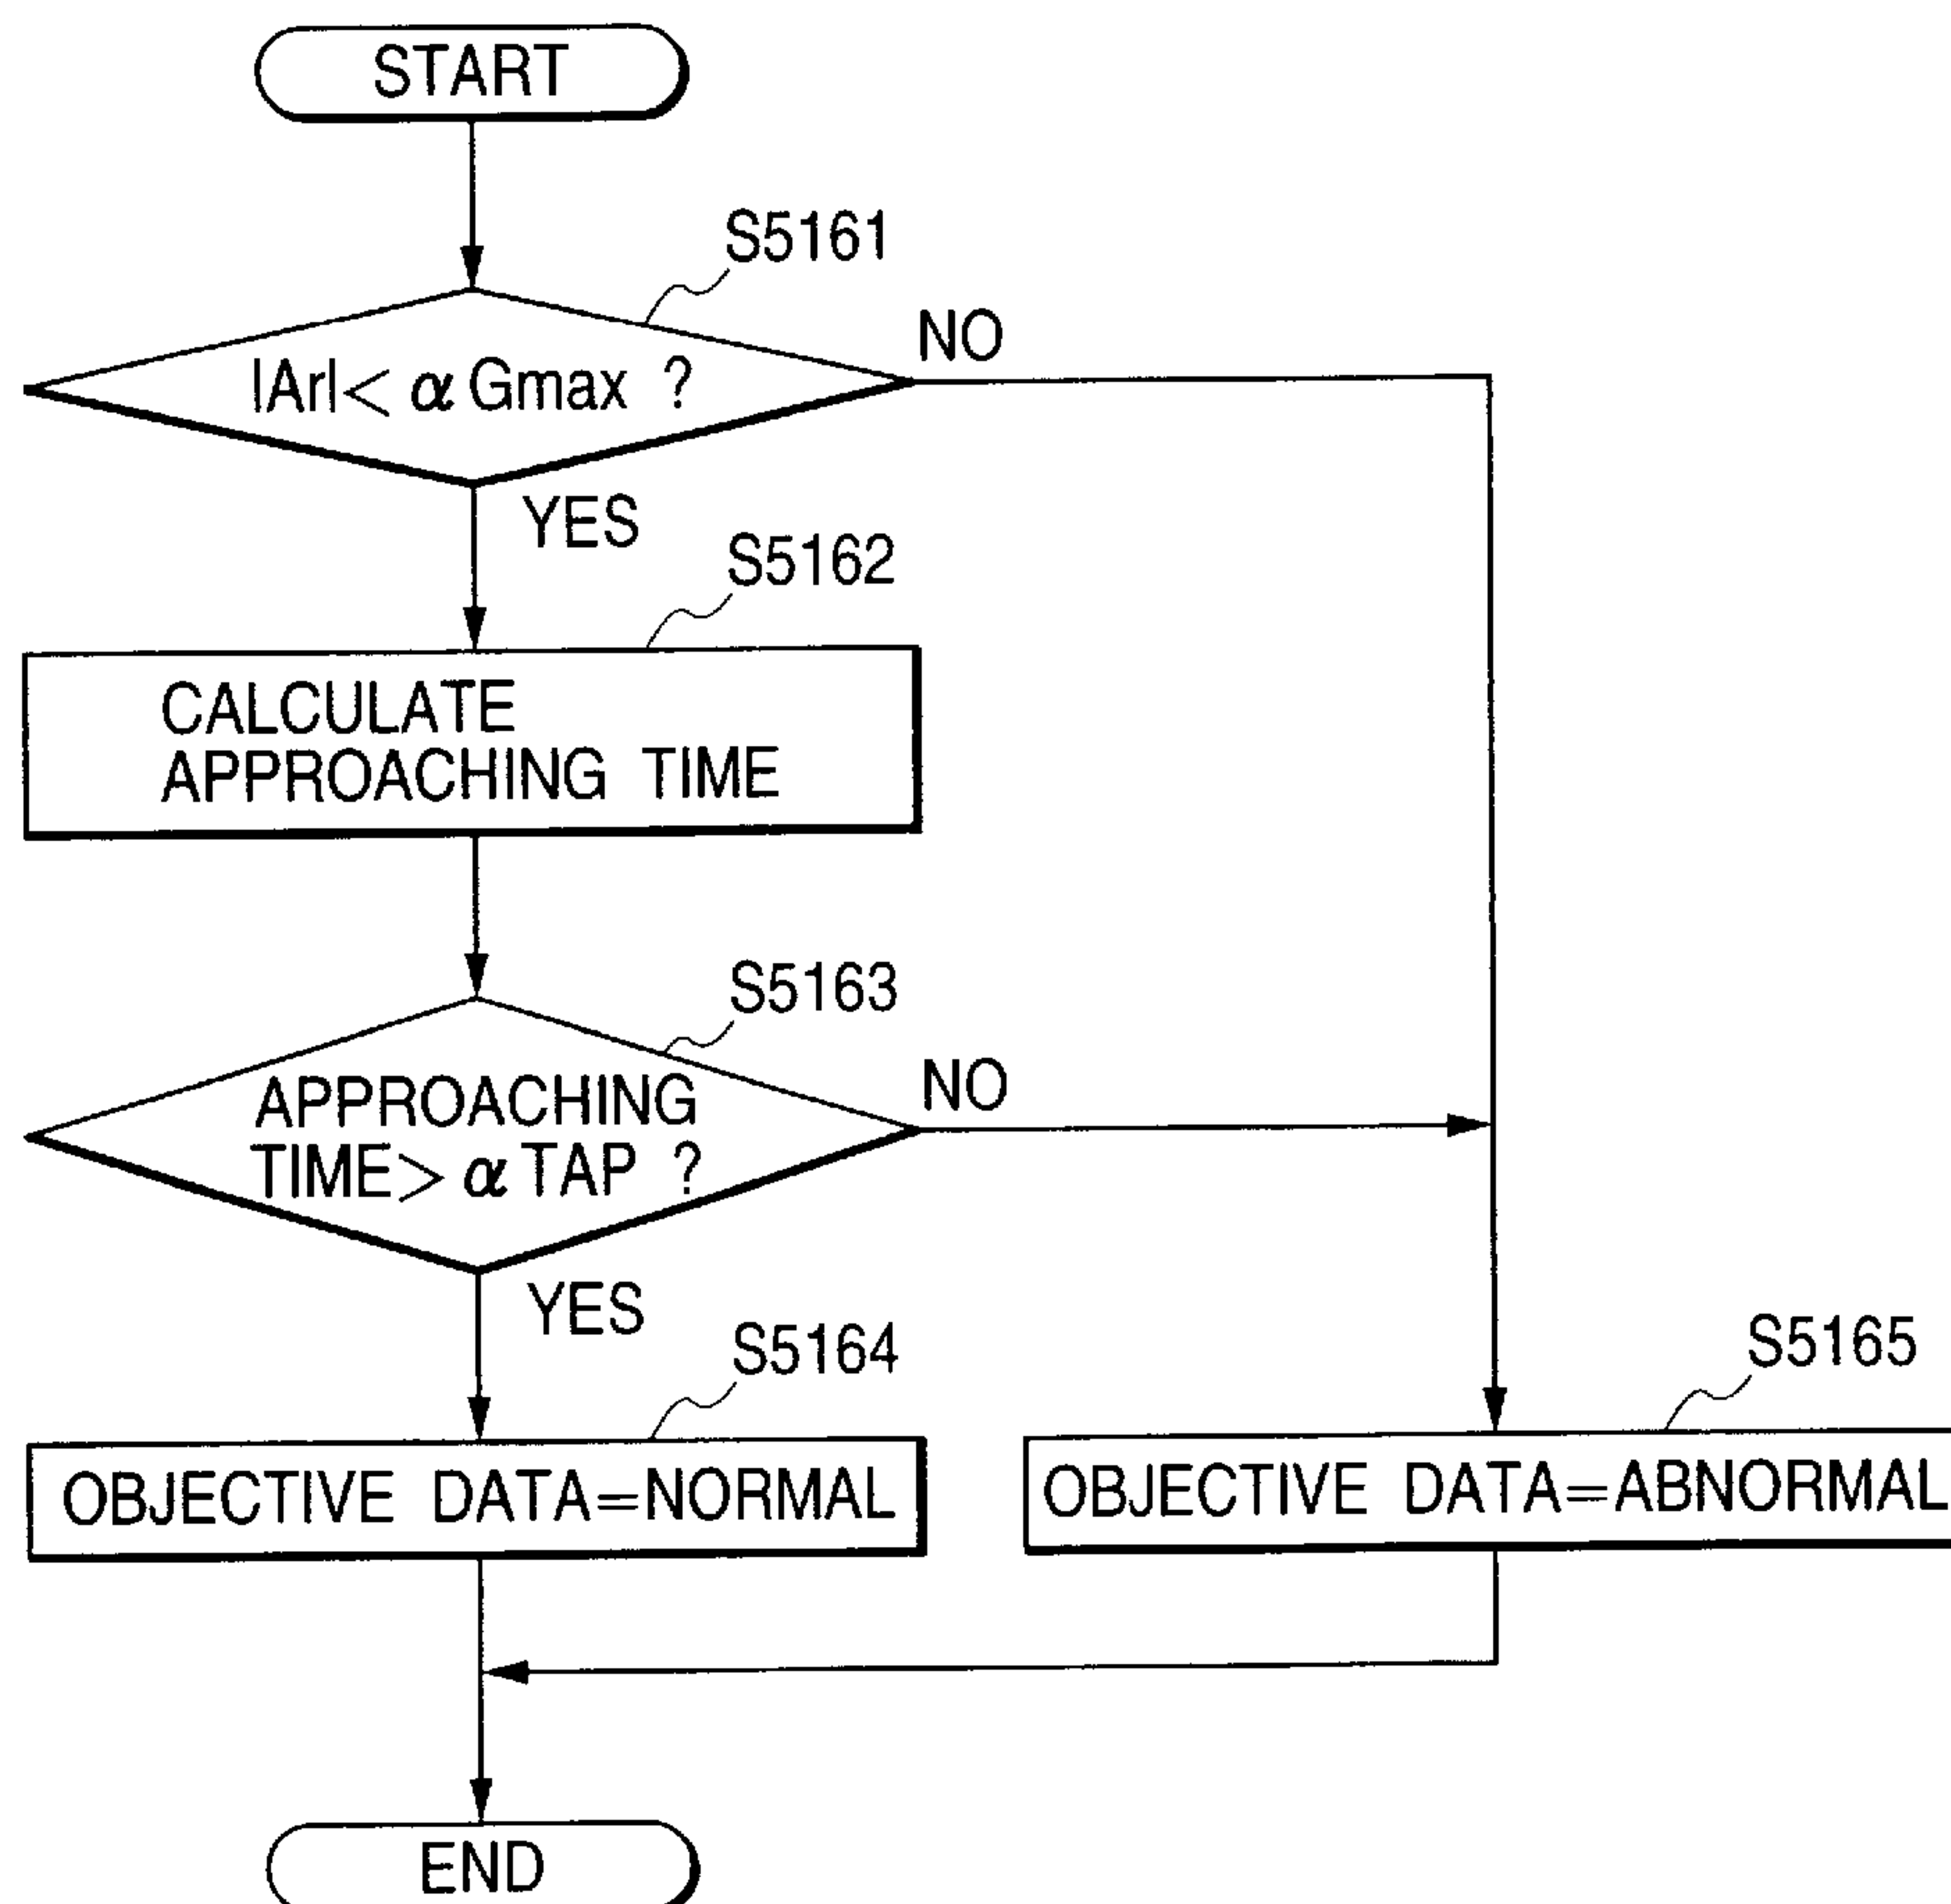 START
S5161
|Ar|< α Gmax ?
NO
YES
S5162
CALCULATE
APPROACHING TIME
S5163
APPROACHING
TIME> α TAP ?
NO
YES
S5164
OBJECTIVE DATA=NORMAL
S5165
OBJECTIVE DATA=ABNORMAL
END